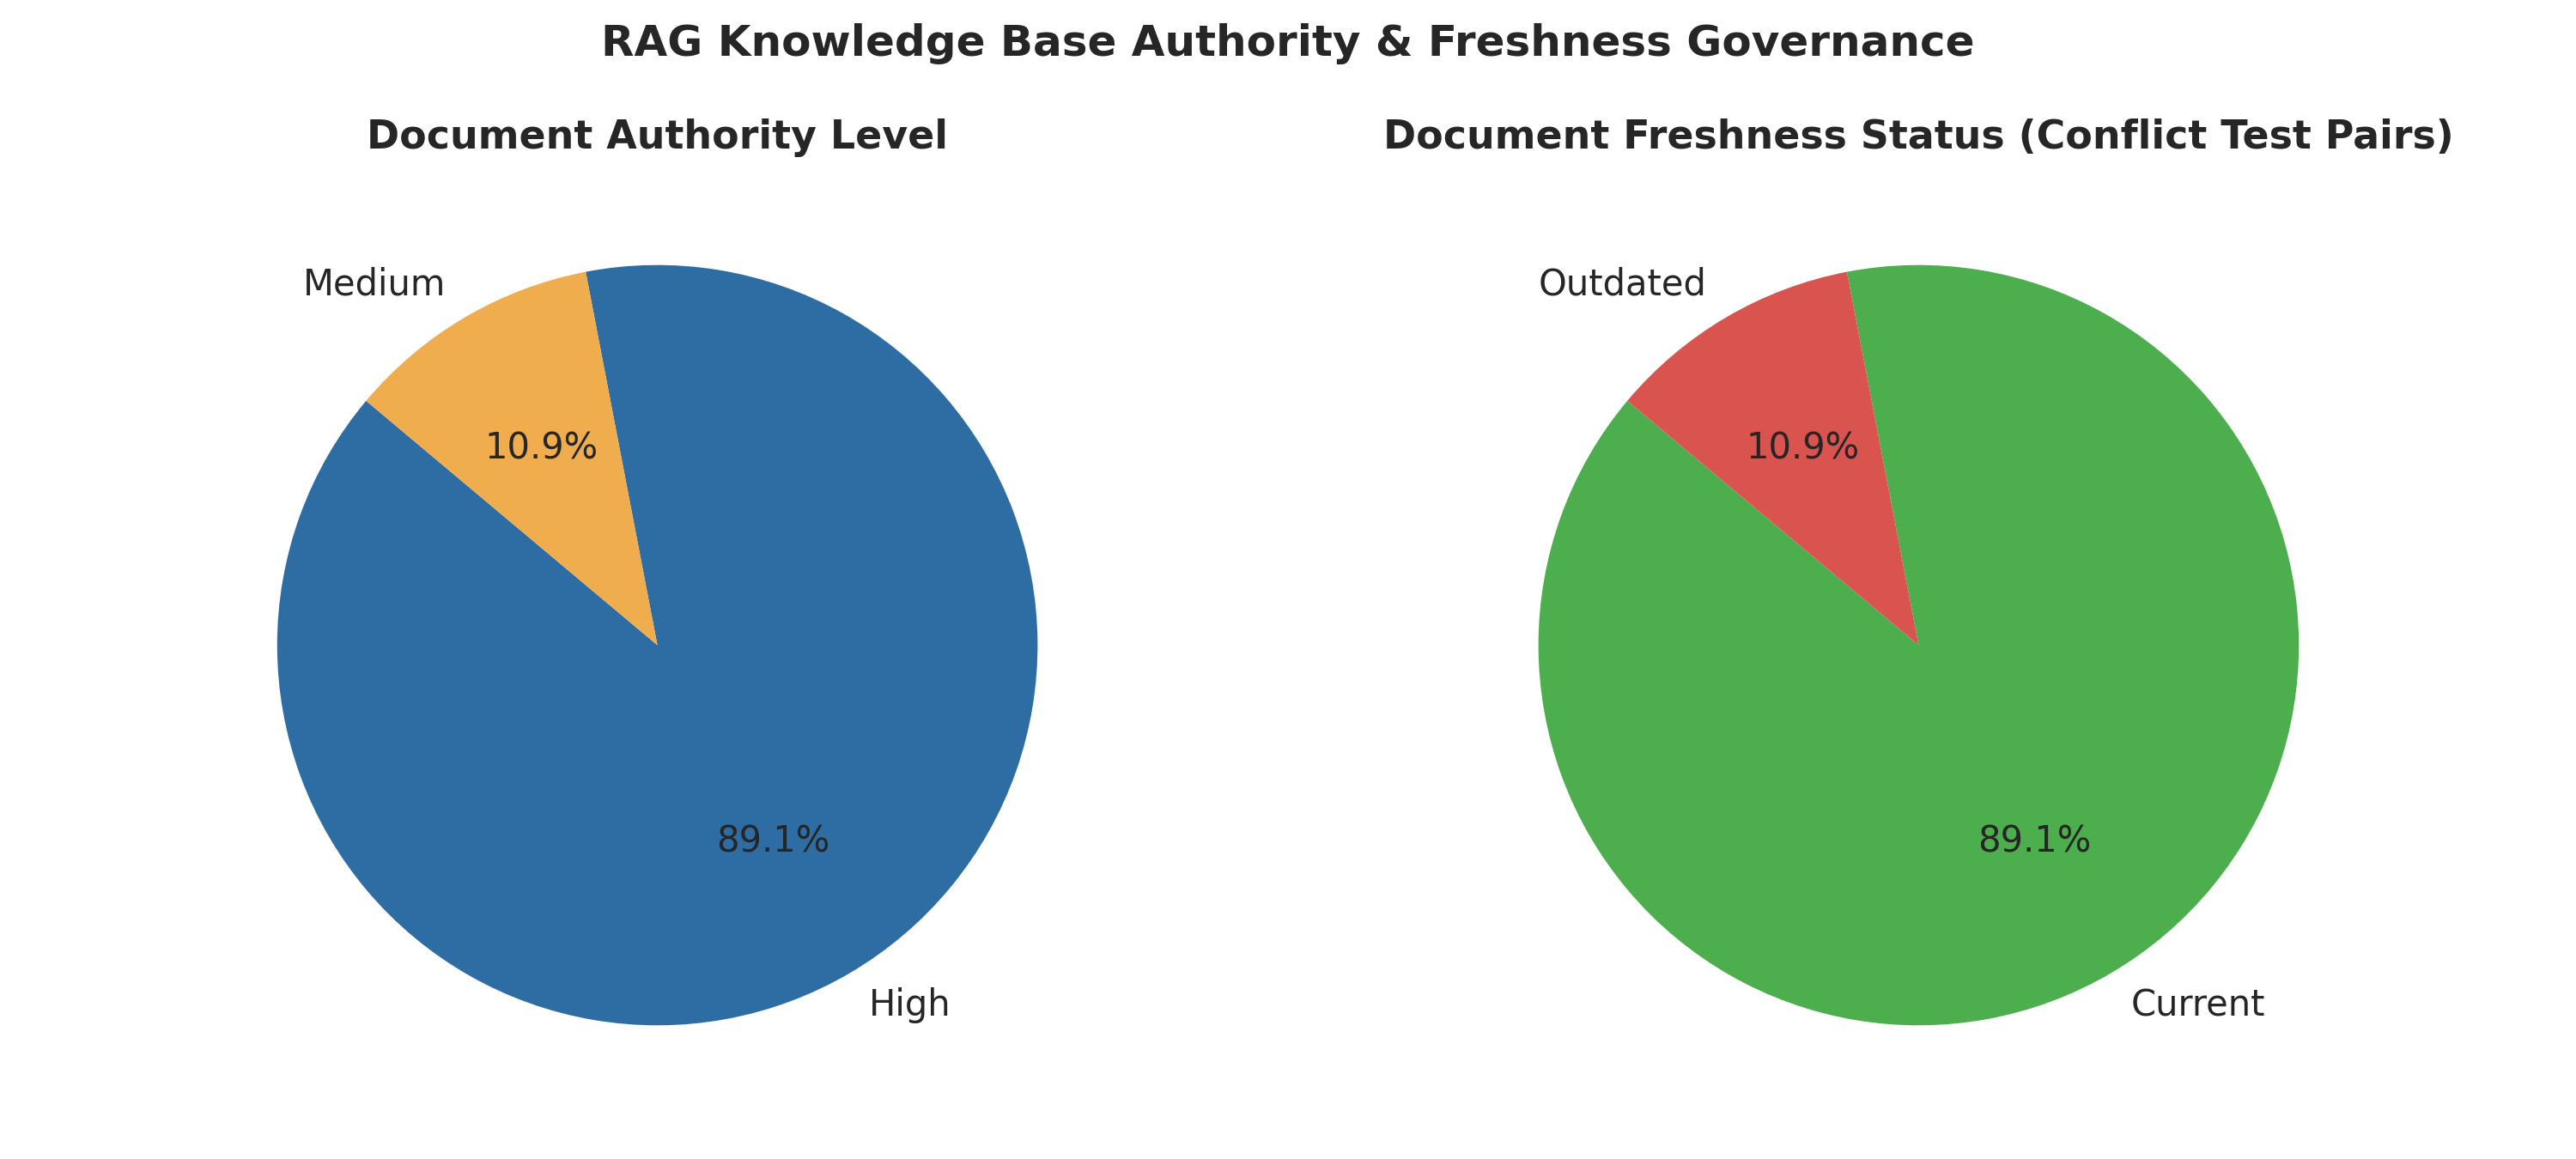 RAG Knowledge Base Authority & Freshness Governance
Document Authority Level
Medium
10.9%
89.1%
High
Document Freshness Status (Conflict Test Pairs)
Outdated
10.9%
89.1%
Current